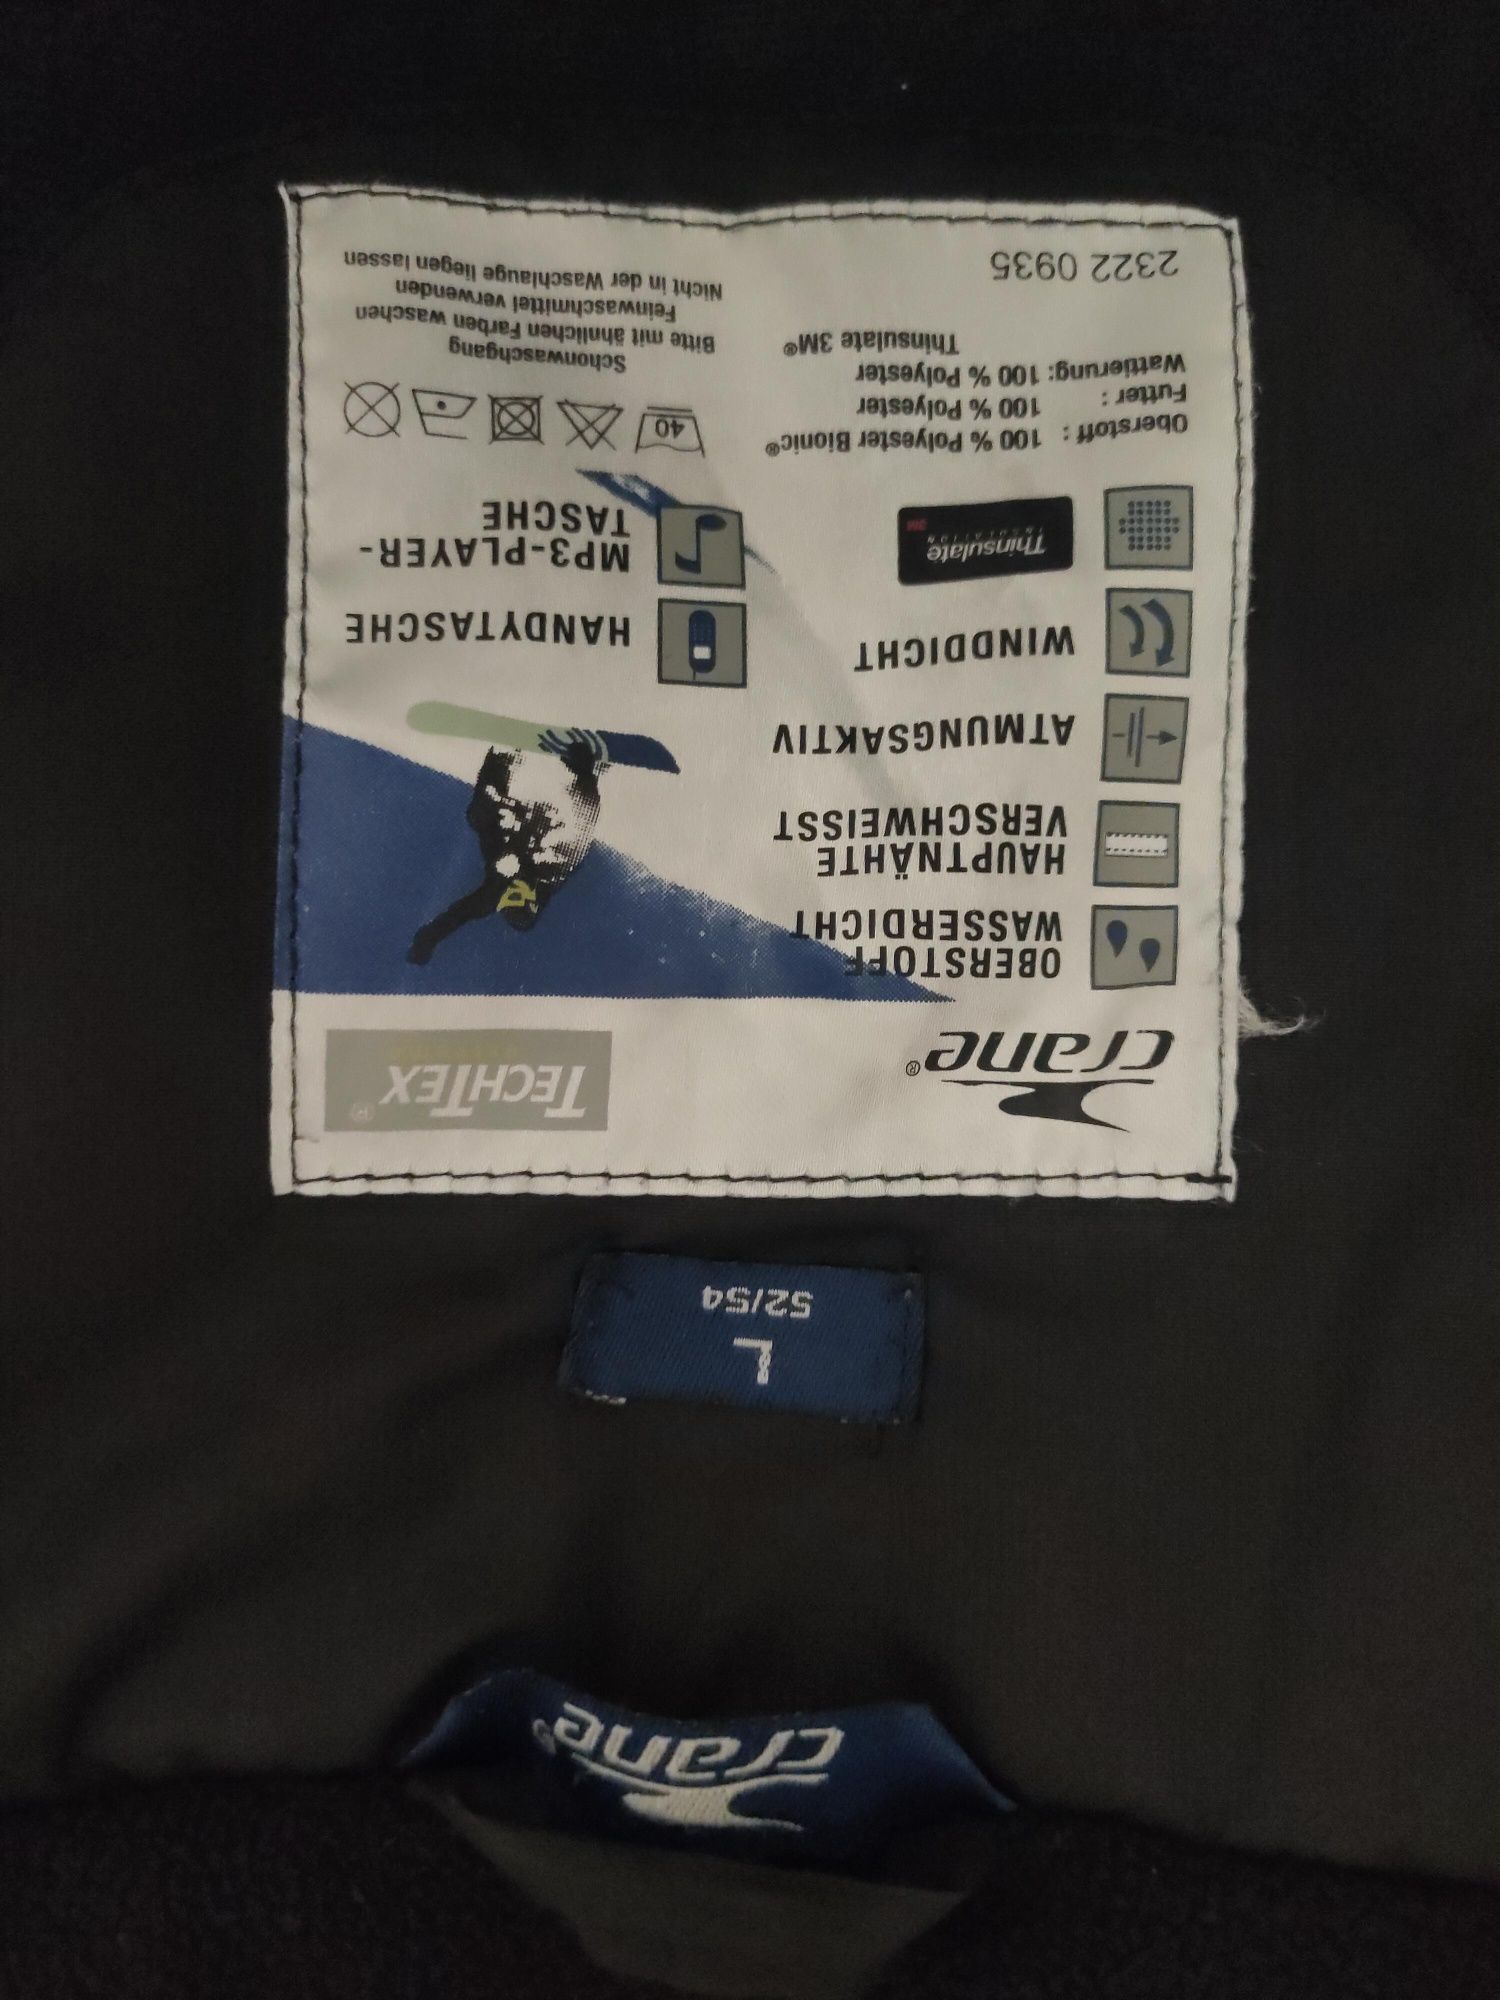 crane®
L
52/54
crane®
TECHTEX®
OBERSTOFF
WASSERDICHT
HAUPTNÄHTE
VERSCHWEISST
ATMUNGSAKTIV
WINDDICHT
Thinsulate
INSULATION
3M
HANDYTASCHE
MP3-PLAYER-
TASCHE
Oberstoff : 100 % Polyester Bionic®
Futter : 100 % Polyester
Wattierung: 100 % Polyester
Thinsulate 3M®
2322 0935
40
Schonwaschgang
Bitte mit ähnlichen Farben waschen
Feinwaschmittel verwenden
Nicht in der Waschlauge liegen lassen